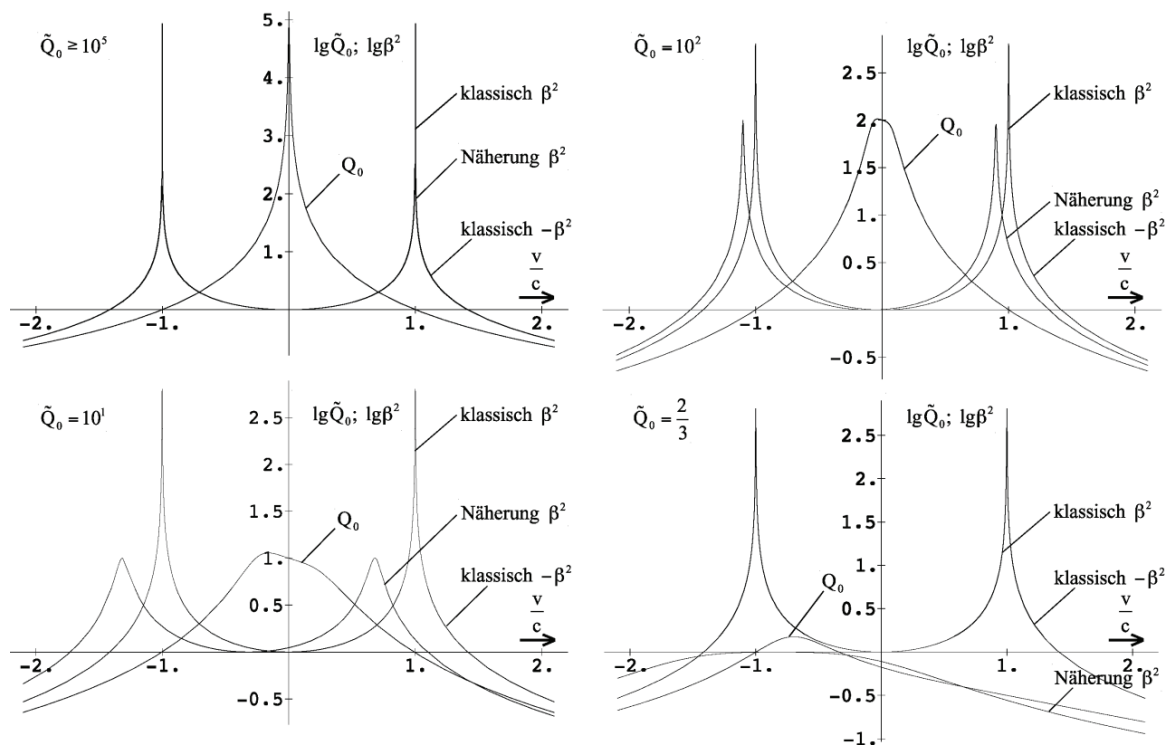 Q̃₀ ≥ 10⁵
lgQ̃₀; lgβ²
5.
4.
3.
2.
1.
klassisch β²
Näherung β²
Q₀
klassisch –β²
v/c
-2.
-1.
1.
2.
Q̃₀ = 10²
lgQ̃₀; lgβ²
2.5
2.
1.5
1.
0.5
-0.5
klassisch β²
Q₀
Näherung β²
klassisch –β²
v/c
-2.
-1.
1.
2.
Q̃₀ = 10¹
lgQ̃₀; lgβ²
2.5
2.
1.5
1.
0.5
-0.5
klassisch β²
Q₀
Näherung β²
klassisch –β²
v/c
-2.
-1.
1.
2.
Q̃₀ = 2/3
lgQ̃₀; lgβ²
2.5
2.
1.5
1.
0.5
-0.5
-1.
klassisch β²
Q₀
klassisch –β²
v/c
-2.
-1.
1.
2.
Näherung β²